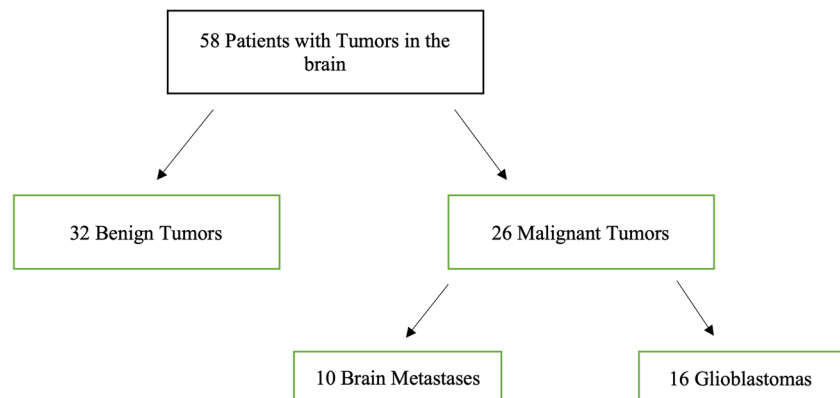 58 Patients with Tumors in the
brain
32 Benign Tumors
26 Malignant Tumors
10 Brain Metastases
16 Glioblastomas